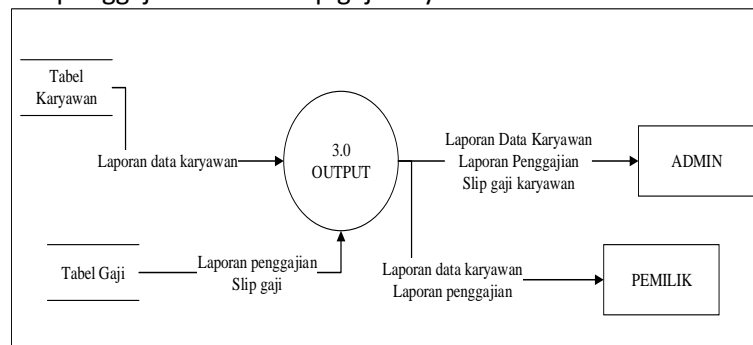 Tabel
Karyawan
Laporan data karyawan
3.0
OUTPUT
Laporan Data Karyawan
Laporan Penggajian
Slip gaji karyawan
ADMIN
Tabel Gaji
Laporan penggajian
Slip gaji
Laporan data karyawan
Laporan penggajian
PEMILIK